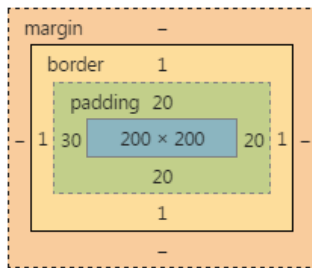 margin –
border 1
padding 20
– 1 30 200 × 200 20 1 –
20
1
–